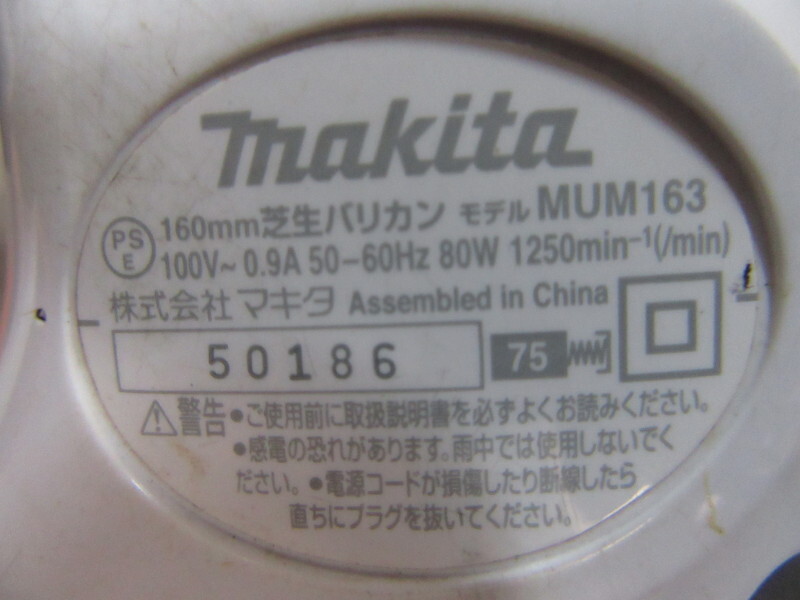 makita
160mm芝生バリカン モデル MUM163
PS E 100V~ 0.9A 50-60Hz 80W 1250min⁻¹(/min)
株式会社 マキタ Assembled in China
50186 75
警告 •ご使用前に取扱説明書を必ずよくお読みください。
•感電の恐れがあります。雨中では使用しないでく
ださい。•電源コードが損傷したり断線したら
直ちにプラグを抜いてください。